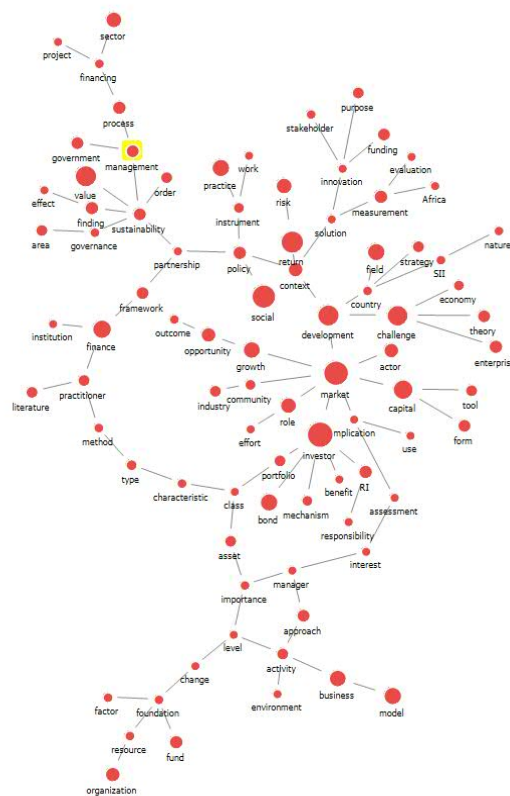 sector
project
financing
process
purpose
stakeholder
funding
government
management
work
evaluation
practice
innovation
value
order
risk
measurement
Africa
effect
finding
instrument
area
governance
sustainability
solution
nature
return
strategy
field
SII
partnership
policy
context
country
economy
framework
social
development
challenge
theory
institution
outcome
finance
opportunity
growth
actor
enterpris
market
literature
practitioner
industry
community
capital
tool
role
effort
mplication
form
method
investor
use
type
portfolio
benefit
RI
characteristic
class
bond
mechanism
assessment
responsibility
asset
interest
manager
importance
approach
level
activity
change
environment
business
model
factor
foundation
resource
fund
organization